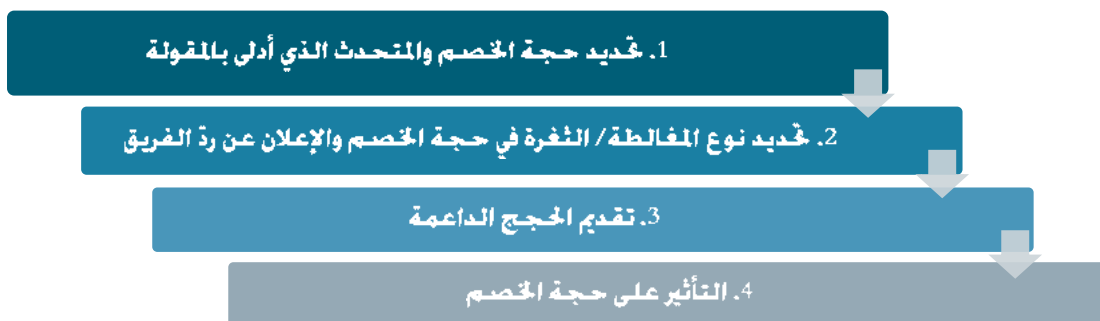 1. تحديد حجة الخصم والمتحدث الذي أدلى بالمقولة
2. تحديد نوع المغالطة/ الثغرة في حجة الخصم والإعلان عن ردّ الفريق
3. تقديم الحجج الداعمة
4. التأثير على حجة الخصم